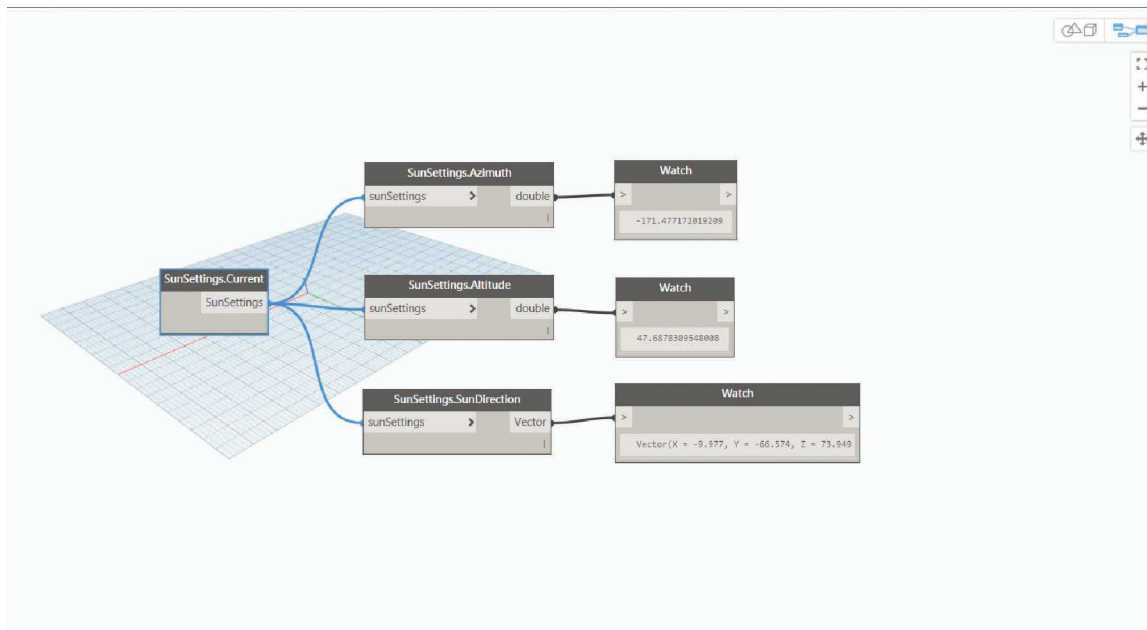 SunSettings.Azimuth
sunSettings > double
l
Watch
> >
-171.477172019209
SunSettings.Current
SunSettings
SunSettings.Altitude
sunSettings > double
l
Watch
> >
47.6878309548008
SunSettings.SunDirection
sunSettings > Vector
l
Watch
> >
Vector(X = -9.977, Y = -66.574, Z = 73.949